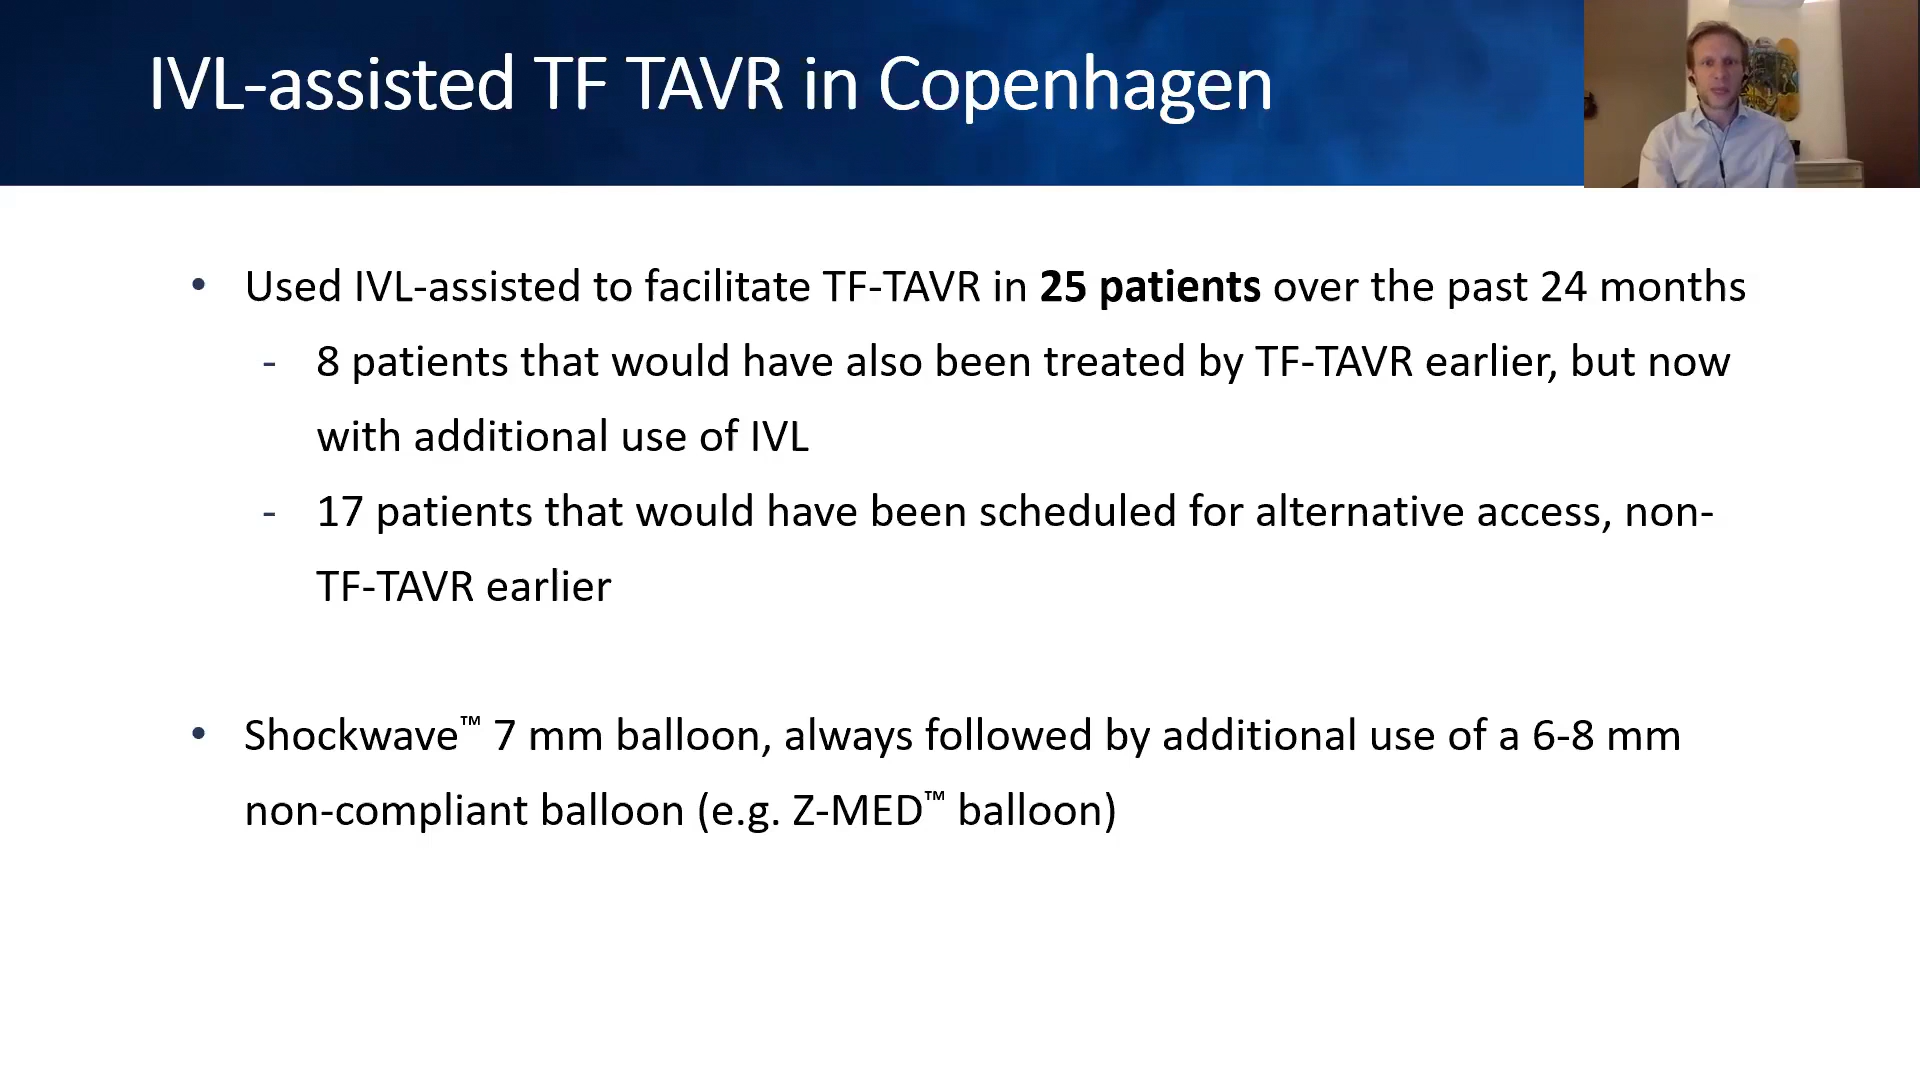 IVL-assisted TF TAVR in Copenhagen
• Used IVL-assisted to facilitate TF-TAVR in 25 patients over the past 24 months
- 8 patients that would have also been treated by TF-TAVR earlier, but now
with additional use of IVL
- 17 patients that would have been scheduled for alternative access, non-
TF-TAVR earlier
• Shockwave™ 7 mm balloon, always followed by additional use of a 6-8 mm
non-compliant balloon (e.g. Z-MED™ balloon)